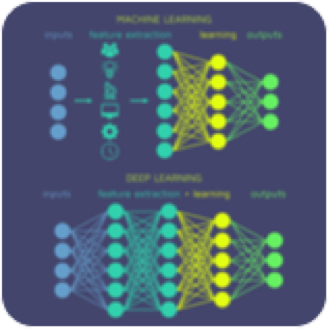 MACHINE LEARNING
inputs feature extraction learning outputs
DEEP LEARNING
inputs feature extraction + learning outputs